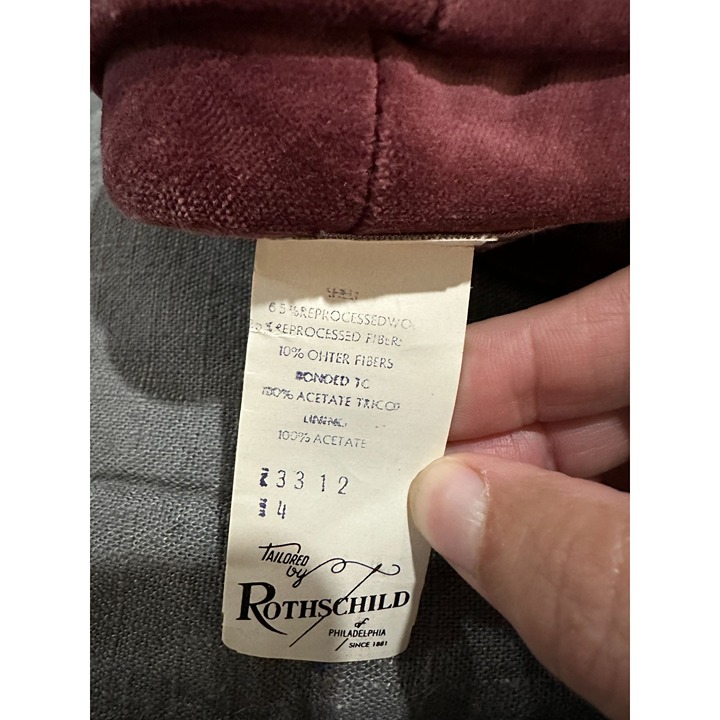 SHELL
65%REPROCESSEDWO
%REPROCESSED FIBER
10% OHTER FIBERS
BONDED TO
100% ACETATE TRICOT
LINING
100% ACETATE
3312
4
TAILORED
by
ROTHSCHILD
of
PHILADELPHIA
SINCE 1881